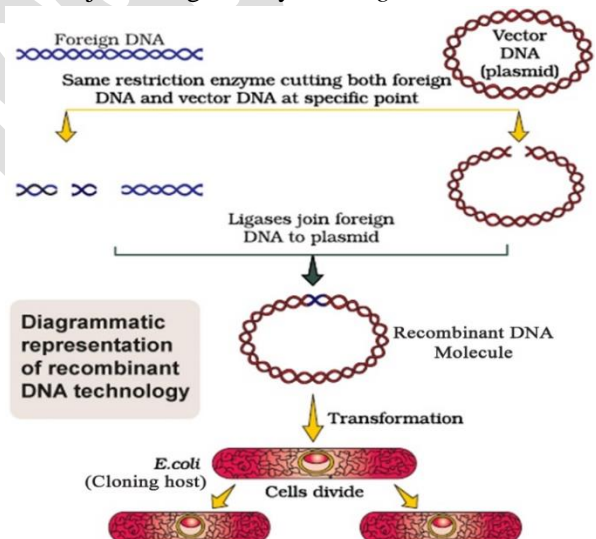 Foreign DNA
Vector
DNA
(plasmid)
Same restriction enzyme cutting both foreign
DNA and vector DNA at specific point
Ligases join foreign
DNA to plasmid
Diagrammatic
representation
of recombinant
DNA technology
Recombinant DNA
Molecule
Transformation
E.coli
(Cloning host)
Cells divide